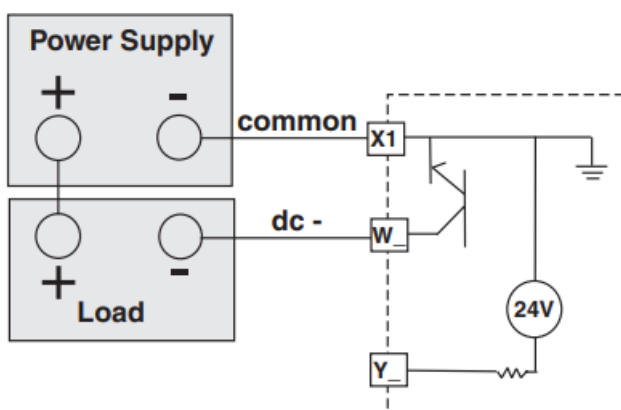 Power Supply
+ -
common
X1
dc -
W_
+ -
Load
24V
Y_